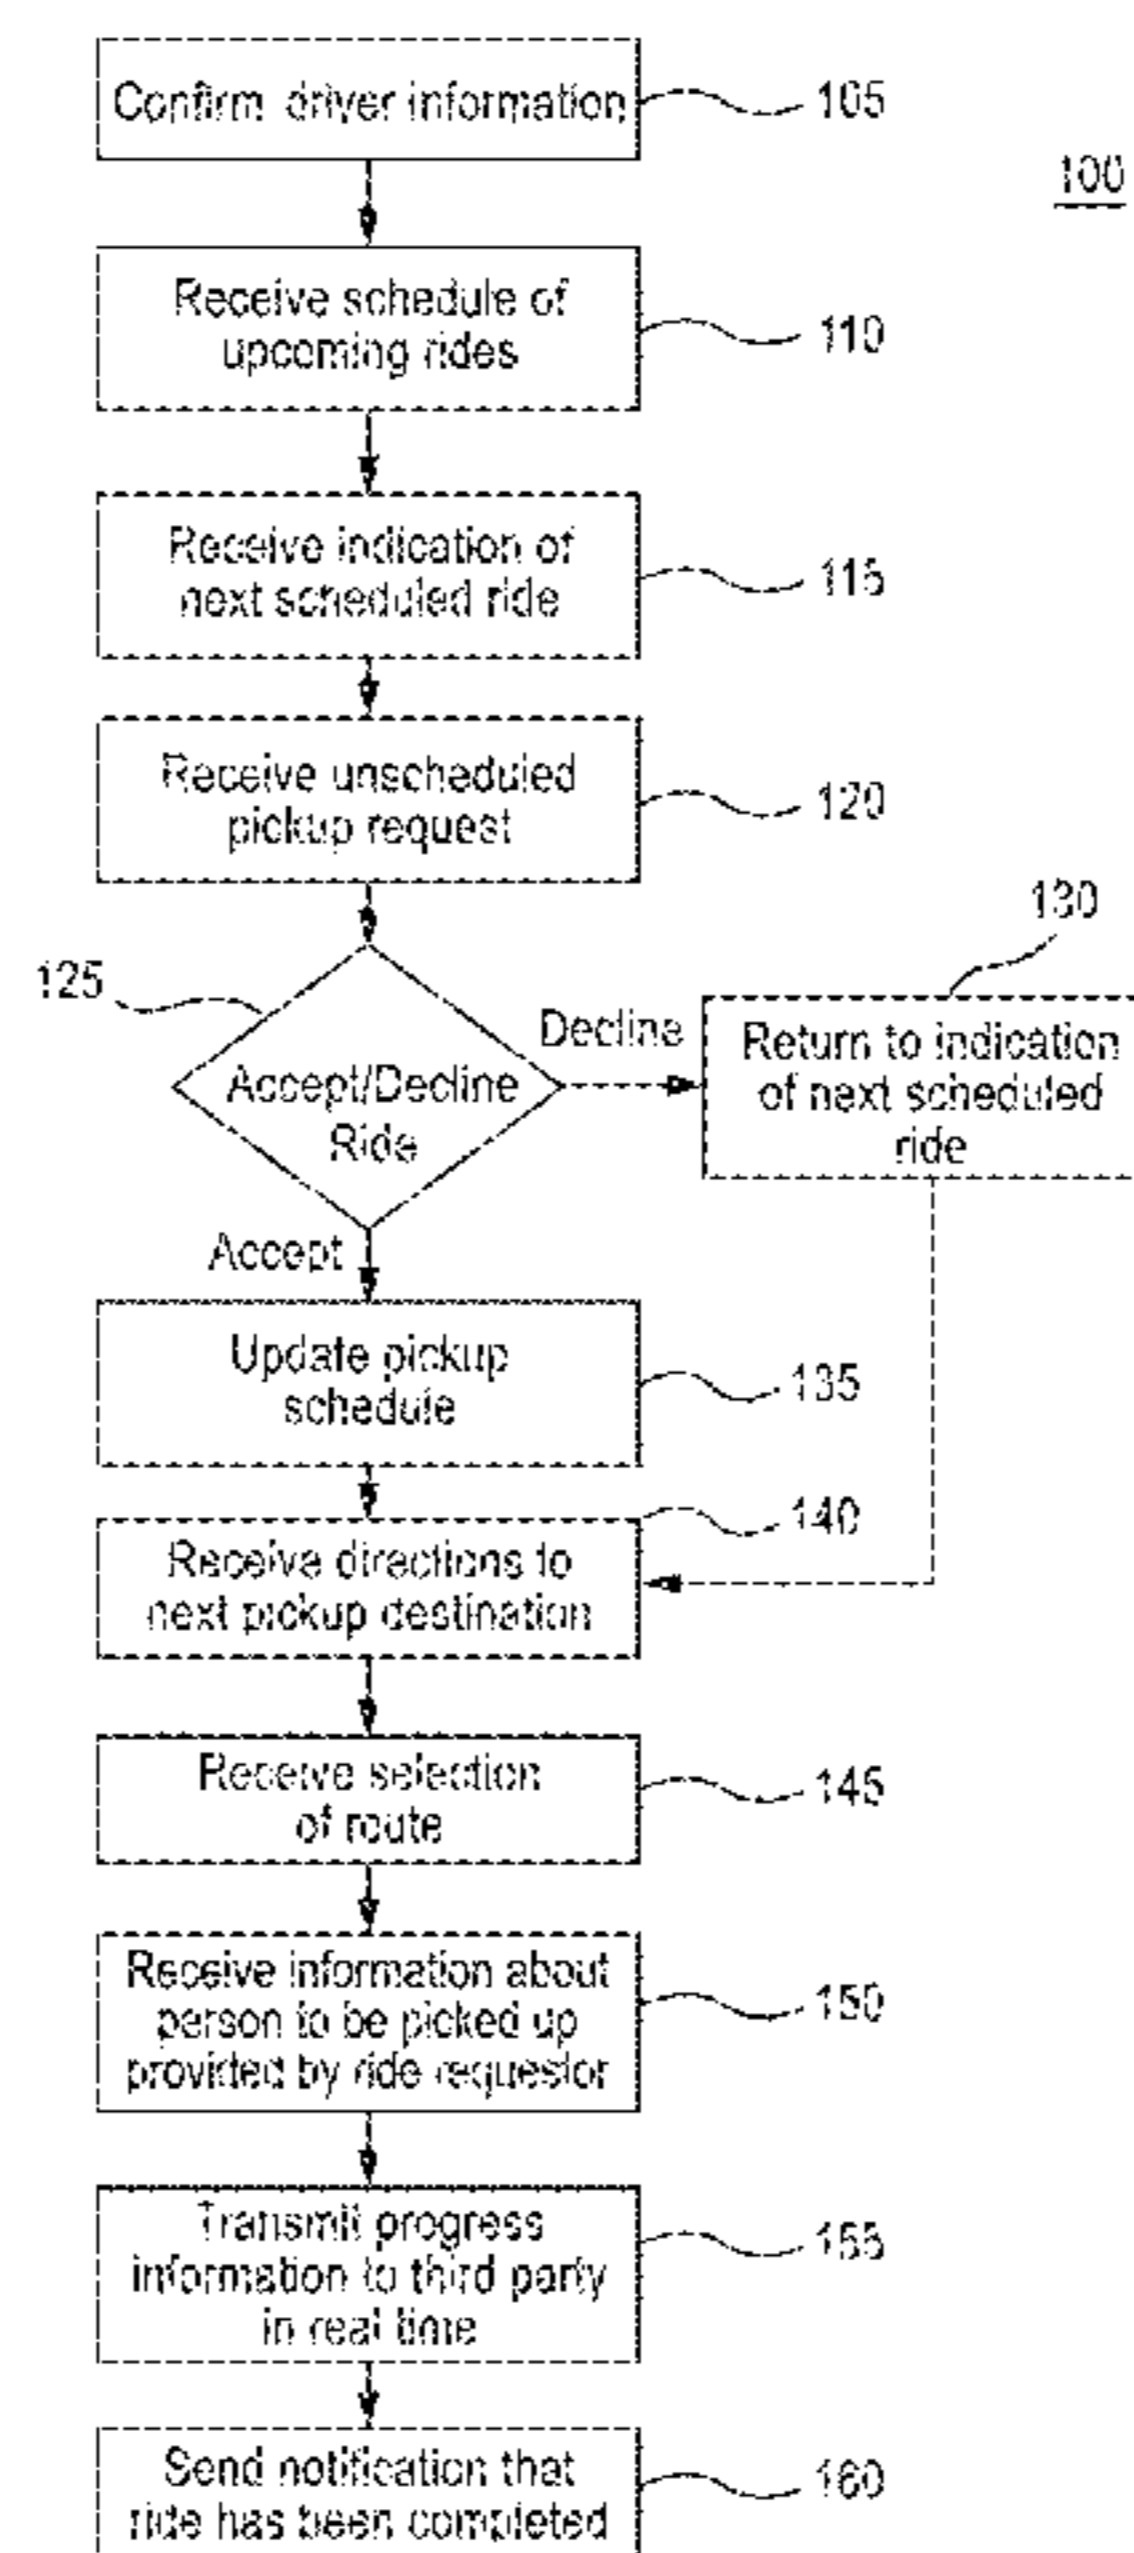 Confirm driver information
105
100
Receive schedule of
upcoming rides
110
Receive indication of
next scheduled ride
115
Receive unscheduled
pickup request
120
125
Accept/Decline
Ride
Decline
130
Return to indication
of next scheduled
ride
Accept
Update pickup
schedule
135
140
Receive directions to
next pickup destination
Receive selection
of route
145
Receive information about
person to be picked up
provided by ride requestor
150
Transmit progress
information to third party
in real time
155
Send notification that
ride has been completed
160